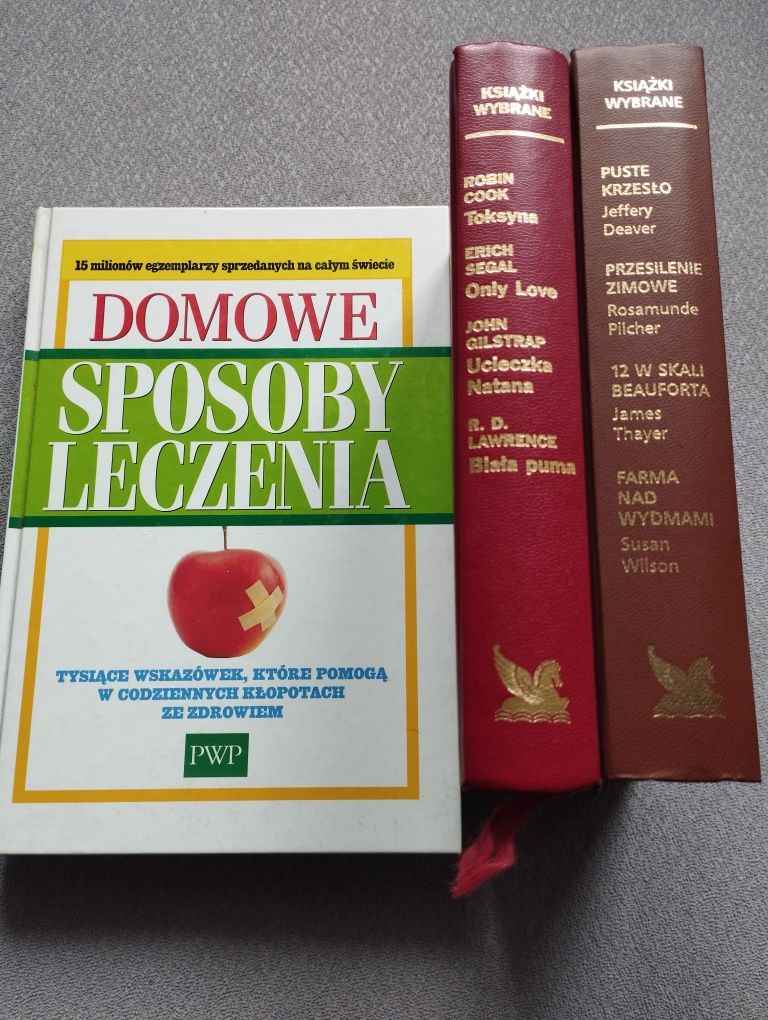 15 milionów egzemplarzy sprzedanych na całym świecie
DOMOWE
SPOSOBY
LECZENIA
TYSIĄCE WSKAZÓWEK, KTÓRE POMOGĄ
W CODZIENNYCH KŁOPOTACH
ZE ZDROWIEM
PWP
KSIĄŻKI
WYBRANE
ROBIN
COOK
Toksyna
ERICH
SEGAL
Only Love
JOHN
GILSTRAP
Ucieczka
Natana
R. D.
LAWRENCE
Biała puma
KSIĄŻKI
WYBRANE
PUSTE
KRZESŁO
Jeffery
Deaver
PRZESILENIE
ZIMOWE
Rosamunde
Pilcher
12 W SKALI
BEAUFORTA
James
Thayer
FARMA
NAD
WYDMAMI
Susan
Wilson